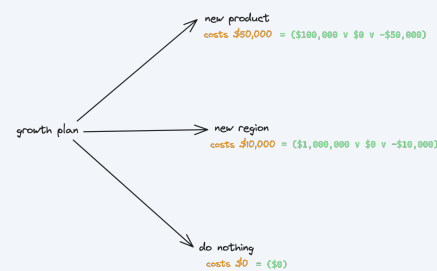 new product
costs $50,000 = ($100,000 v $0 v -$50,000)
growth plan
new region
costs $10,000 = ($1,000,000 v $0 v -$10,000)
do nothing
costs $0 = ($0)